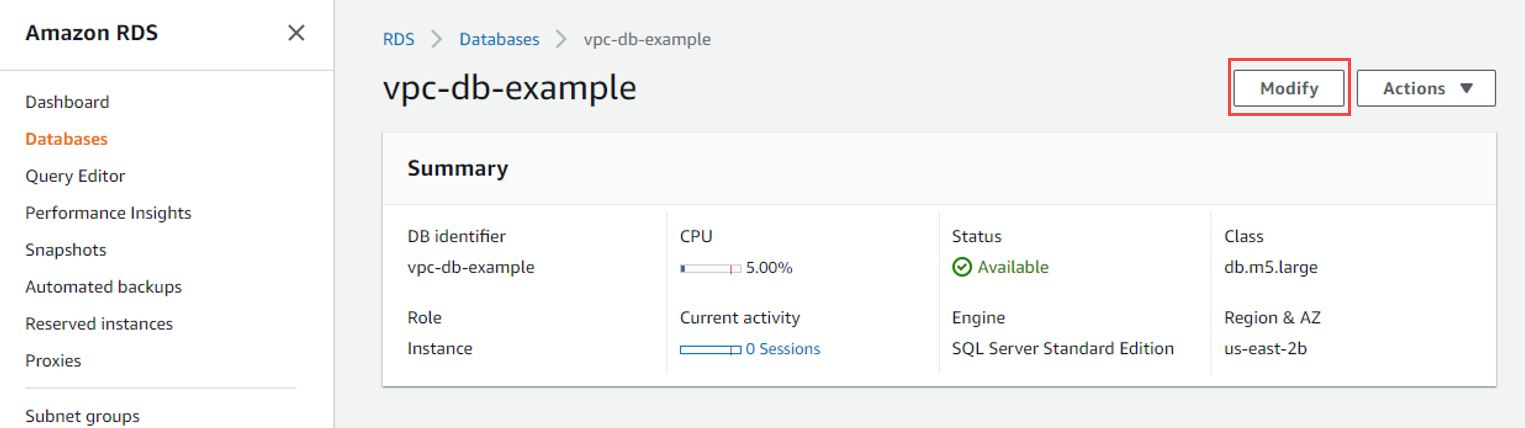 Amazon RDS
Dashboard
Databases
Query Editor
Performance Insights
Snapshots
Automated backups
Reserved instances
Proxies
Subnet groups
RDS > Databases > vpc-db-example
vpc-db-example
Modify
Actions
Summary
DB identifier
vpc-db-example
CPU
5.00%
Status
Available
Class
db.m5.large
Role
Instance
Current activity
0 Sessions
Engine
SQL Server Standard Edition
Region & AZ
us-east-2b